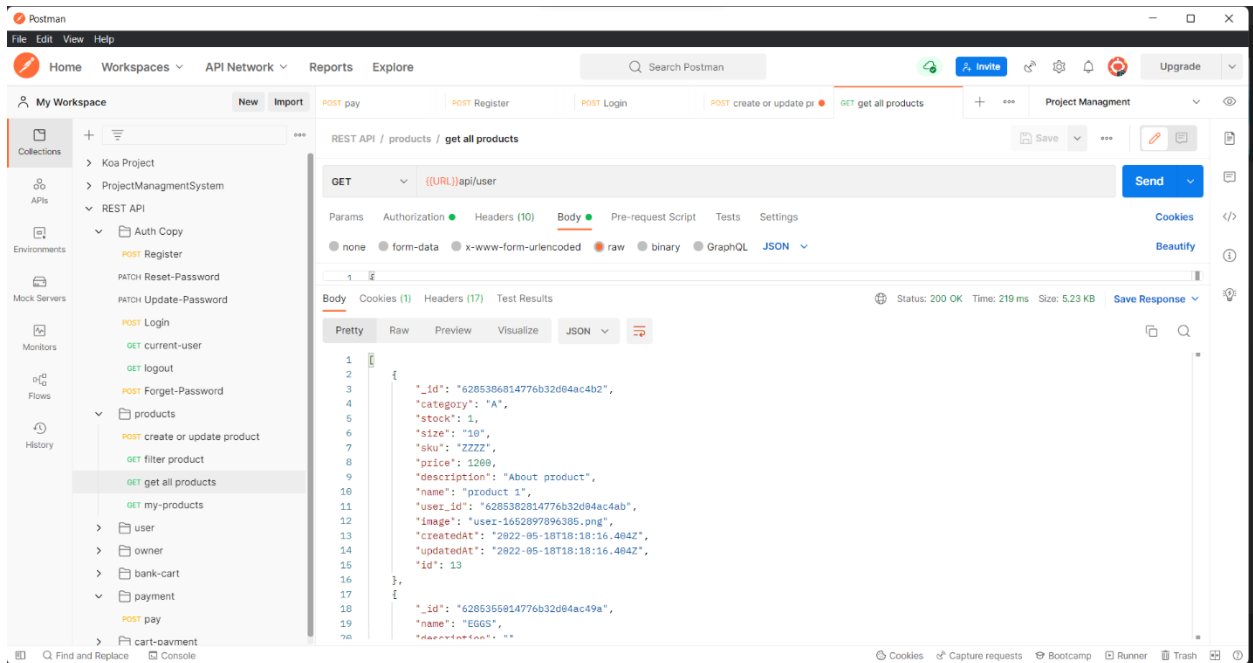 Postman
File Edit View Help
Home Workspaces API Network Reports Explore Search Postman Invite Upgrade
My Workspace New Import POST pay POST Register POST Login POST create or update pr GET get all products Project Managment
REST API / products / get all products Save
Collections
APIs
Environments
Mock Servers
Monitors
Flows
History
Koa Project
ProjectManagmentSystem
REST API
Auth Copy
POST Register
PATCH Reset-Password
PATCH Update-Password
POST Login
GET current-user
GET logout
POST Forget-Password
products
POST create or update product
GET filter product
GET get all products
GET my-products
user
owner
bank-cart
payment
POST pay
cart-payment
GET {{URL}}api/user Send
Params Authorization Headers (10) Body Pre-request Script Tests Settings Cookies
none form-data x-www-form-urlencoded raw binary GraphQL JSON Beautify
1 {
Body Cookies (1) Headers (17) Test Results Status: 200 OK Time: 219 ms Size: 5.23 KB Save Response
Pretty Raw Preview Visualize JSON
1 [
2 {
3 "_id": "6285386814776b32d04ac4b2",
4 "category": "A",
5 "stock": 1,
6 "size": "10",
7 "sku": "ZZZZ",
8 "price": 1200,
9 "description": "About product",
10 "name": "product 1",
11 "user_id": "6285382814776b32d04ac4ab",
12 "image": "user-1652897896385.png",
13 "createdAt": "2022-05-18T18:18:16.404Z",
14 "updatedAt": "2022-05-18T18:18:16.404Z",
15 "id": 13
16 },
17 {
18 "_id": "6285355014776b32d04ac49a",
19 "name": "EGGS",
20 "description": ""
Find and Replace Console Cookies Capture requests Bootcamp Runner Trash